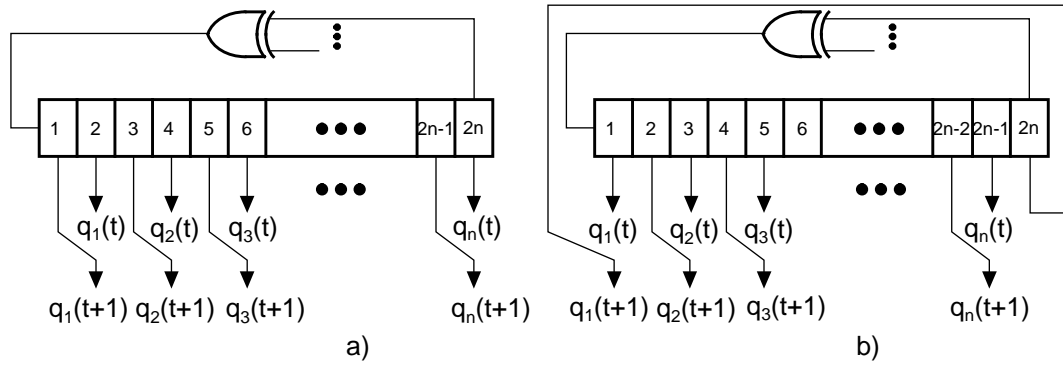 1 2 3 4 5 6 2n-1 2n
q1(t) q2(t) q3(t) qn(t)
q1(t+1) q2(t+1) q3(t+1) qn(t+1)
a)
1 2 3 4 5 6 2n-2 2n-1 2n
q1(t) q2(t) q3(t) qn(t)
q1(t+1) q2(t+1) q3(t+1) qn(t+1)
b)